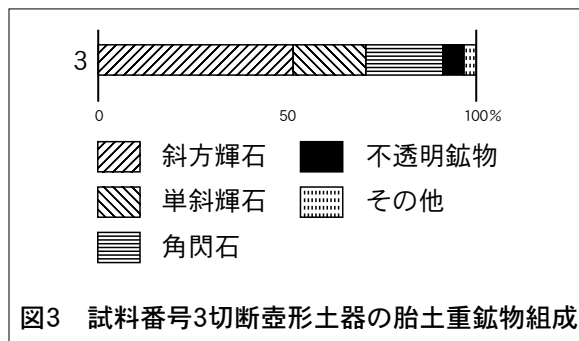 3
0 50 100%
斜方輝石 不透明鉱物
単斜輝石 その他
角閃石
図3 試料番号3切断壺形土器の胎土重鉱物組成